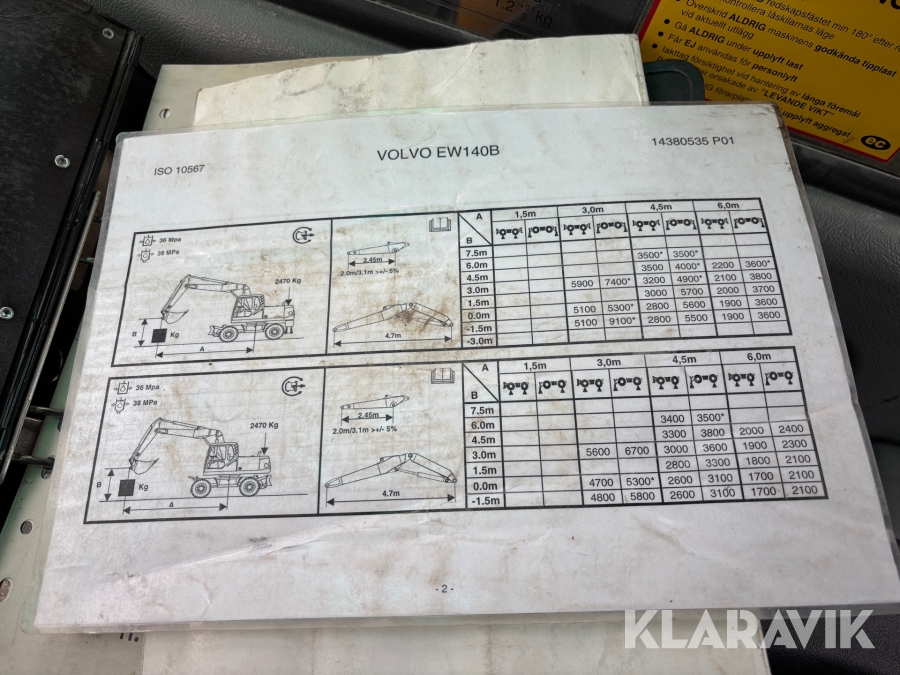 1.2 kg
redskapsfästet min 180° efter
kontrollera låskilarnas läge
Överskrid ALDRIG maskinens godkända tipplast
vid aktuellt utlägg
Gå ALDRIG under upplyft last
Får EJ användas för personlyft
Iakttag försiktighet vid hantering av långa föremål
orsakade av "LEVANDE VIKT"
upplyft aggregat
ec
ISO 10567
VOLVO EW140B
14380535 P01
36 Mpa
38 MPa
2470 Kg
B
Kg
A
2.45m
2.0m/3.1m >+/- 5%
4.7m
A 1,5m 3,0m 4,5m 6,0m
B
7.5m 3500* 3500*
6.0m 3500 4000* 2200 3600*
4.5m 5900 7400* 3200 4900* 2100 3800
3.0m 3000 5700 2000 3700
1.5m 5100 5300* 2800 5600 1900 3600
0.0m 5100 9100* 2800 5500 1900 3600
-1.5m
-3.0m
36 Mpa
38 MPa
2470 Kg
B
Kg
A
2.45m
2.0m/3.1m >+/- 5%
4.7m
A 1,5m 3,0m 4,5m 6,0m
B
7.5m
6.0m 3400 3500*
4.5m 3300 3800 2000 2400
3.0m 5600 6700 3000 3600 1900 2300
1.5m 2800 3300 1800 2100
0.0m 4700 5300* 2600 3100 1700 2100
-1.5m 4800 5800 2600 3100 1700 2100
- 2 -
KLARAVIK